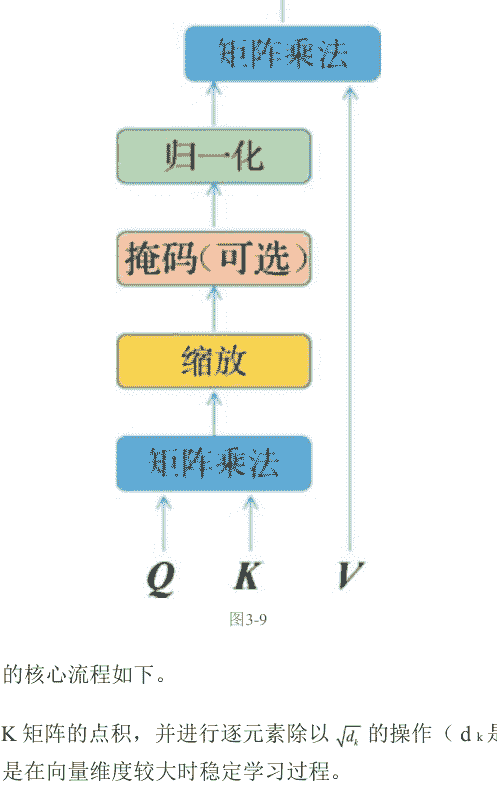 矩阵乘法
归一化
掩码(可选)
缩放
矩阵乘法
Q K V
图3-9
的核心流程如下。
K 矩阵的点积，并进行逐元素除以 √dk 的操作（ d k是
是在向量维度较大时稳定学习过程。